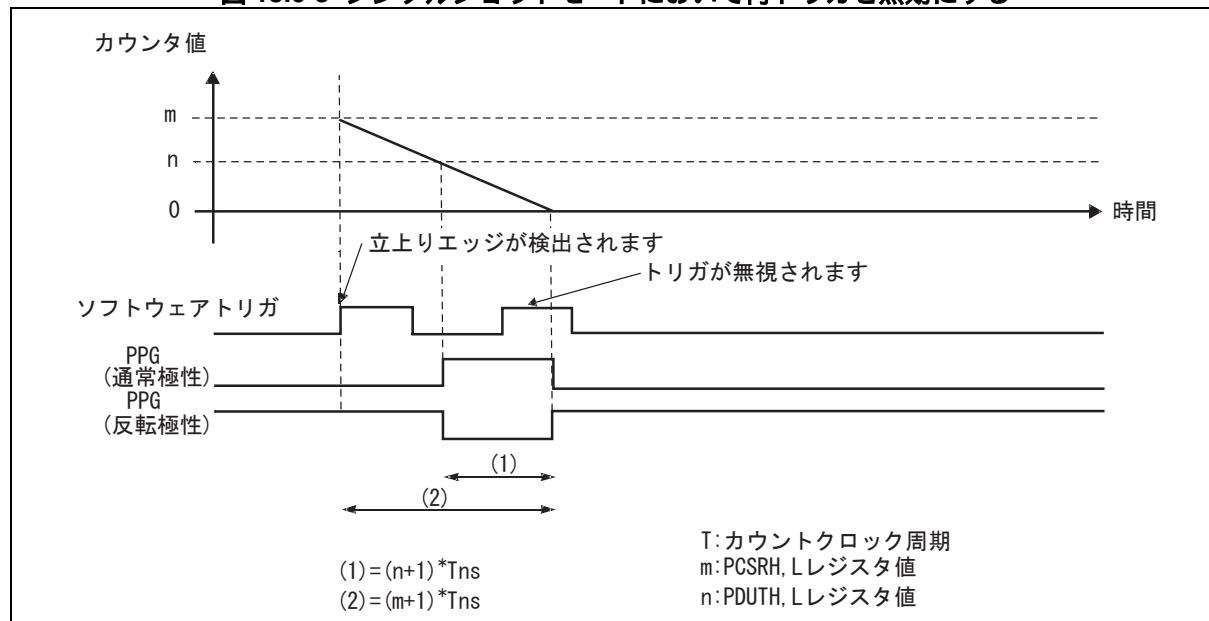 カウンタ値
m
n
0
時間
立上りエッジが検出されます
トリガが無視されます
ソフトウェアトリガ
PPG
(通常極性)
PPG
(反転極性)
(1)
(2)
T:カウントクロック周期
(1)=(n+1)*Tns
m:PCSRH,Lレジスタ値
(2)=(m+1)*Tns
n:PDUTH,Lレジスタ値